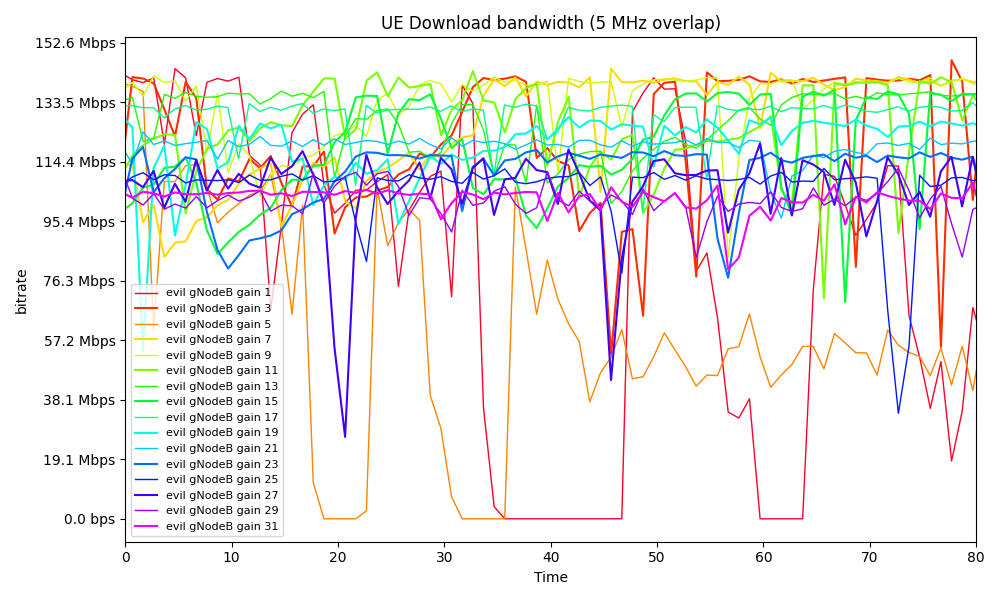 UE Download bandwidth (5 MHz overlap)
152.6 Mbps
133.5 Mbps
114.4 Mbps
95.4 Mbps
76.3 Mbps
57.2 Mbps
38.1 Mbps
19.1 Mbps
0.0 bps
bitrate
evil gNodeB gain 1
evil gNodeB gain 3
evil gNodeB gain 5
evil gNodeB gain 7
evil gNodeB gain 9
evil gNodeB gain 11
evil gNodeB gain 13
evil gNodeB gain 15
evil gNodeB gain 17
evil gNodeB gain 19
evil gNodeB gain 21
evil gNodeB gain 23
evil gNodeB gain 25
evil gNodeB gain 27
evil gNodeB gain 29
evil gNodeB gain 31
0 10 20 30 40 50 60 70 80
Time